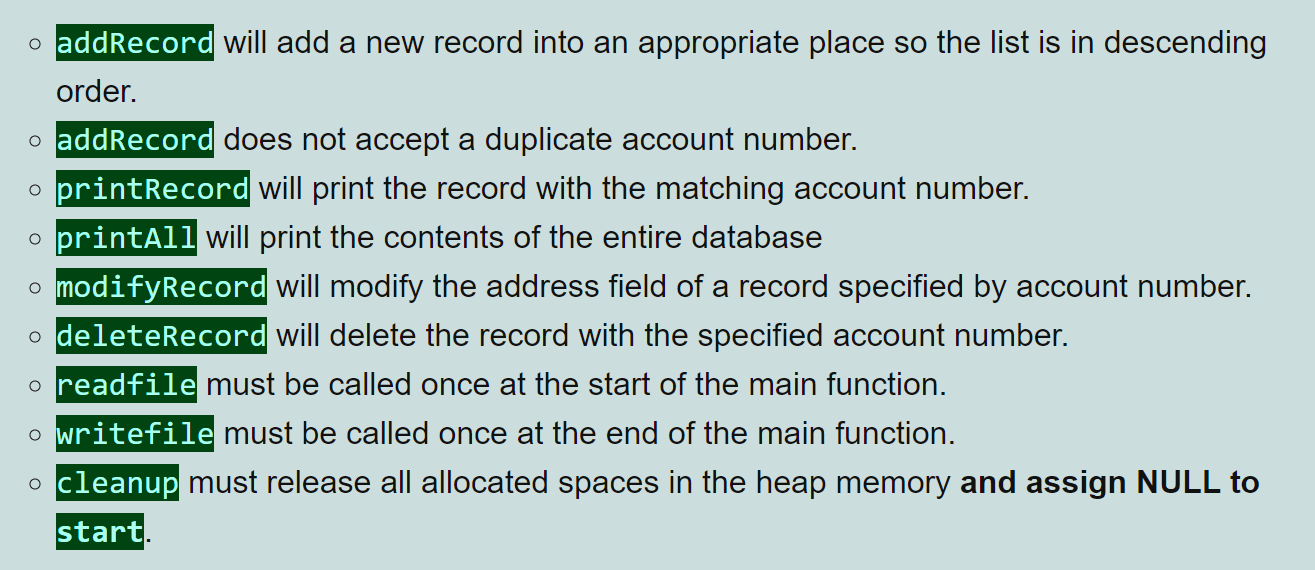 addRecord will add a new record into an appropriate place so the list is in descending
order.
addRecord does not accept a duplicate account number.
printRecord will print the record with the matching account number.
printAll will print the contents of the entire database
modifyRecord will modify the address field of a record specified by account number.
deleteRecord will delete the record with the specified account number.
readfile must be called once at the start of the main function.
writefile must be called once at the end of the main function.
cleanup must release all allocated spaces in the heap memory and assign NULL to
start.